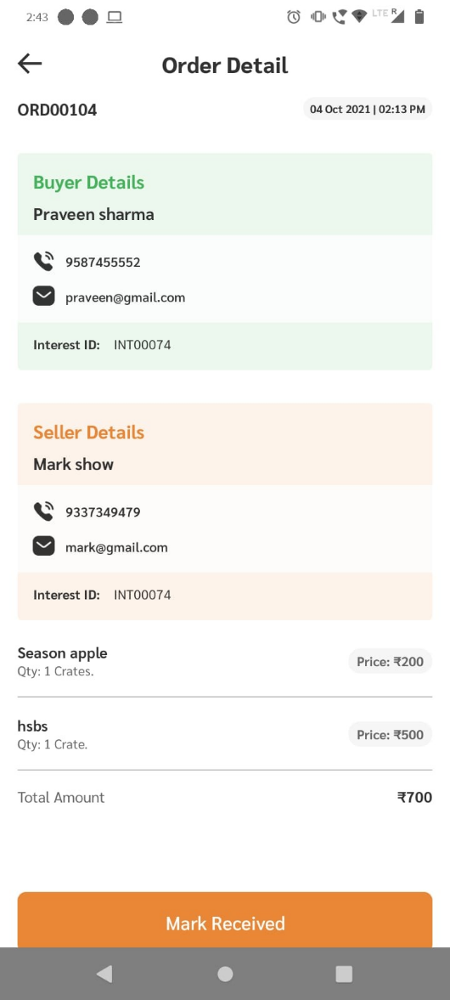 2:43 LTE R
Order Detail
ORD00104 04 Oct 2021 | 02:13 PM
Buyer Details
Praveen sharma
9587455552
praveen@gmail.com
Interest ID: INT00074
Seller Details
Mark show
9337349479
mark@gmail.com
Interest ID: INT00074
Season apple
Qty: 1 Crates.
Price: ₹200
hsbs
Qty: 1 Crate.
Price: ₹500
Total Amount ₹700
Mark Received